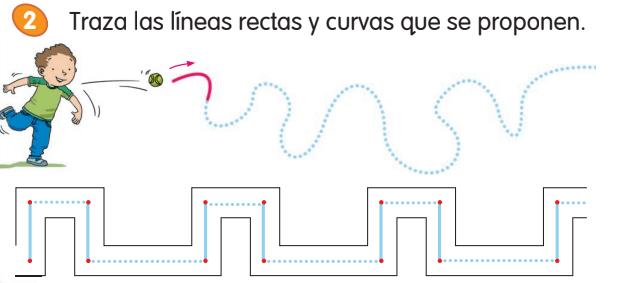 2 Traza las líneas rectas y curvas que se proponen.